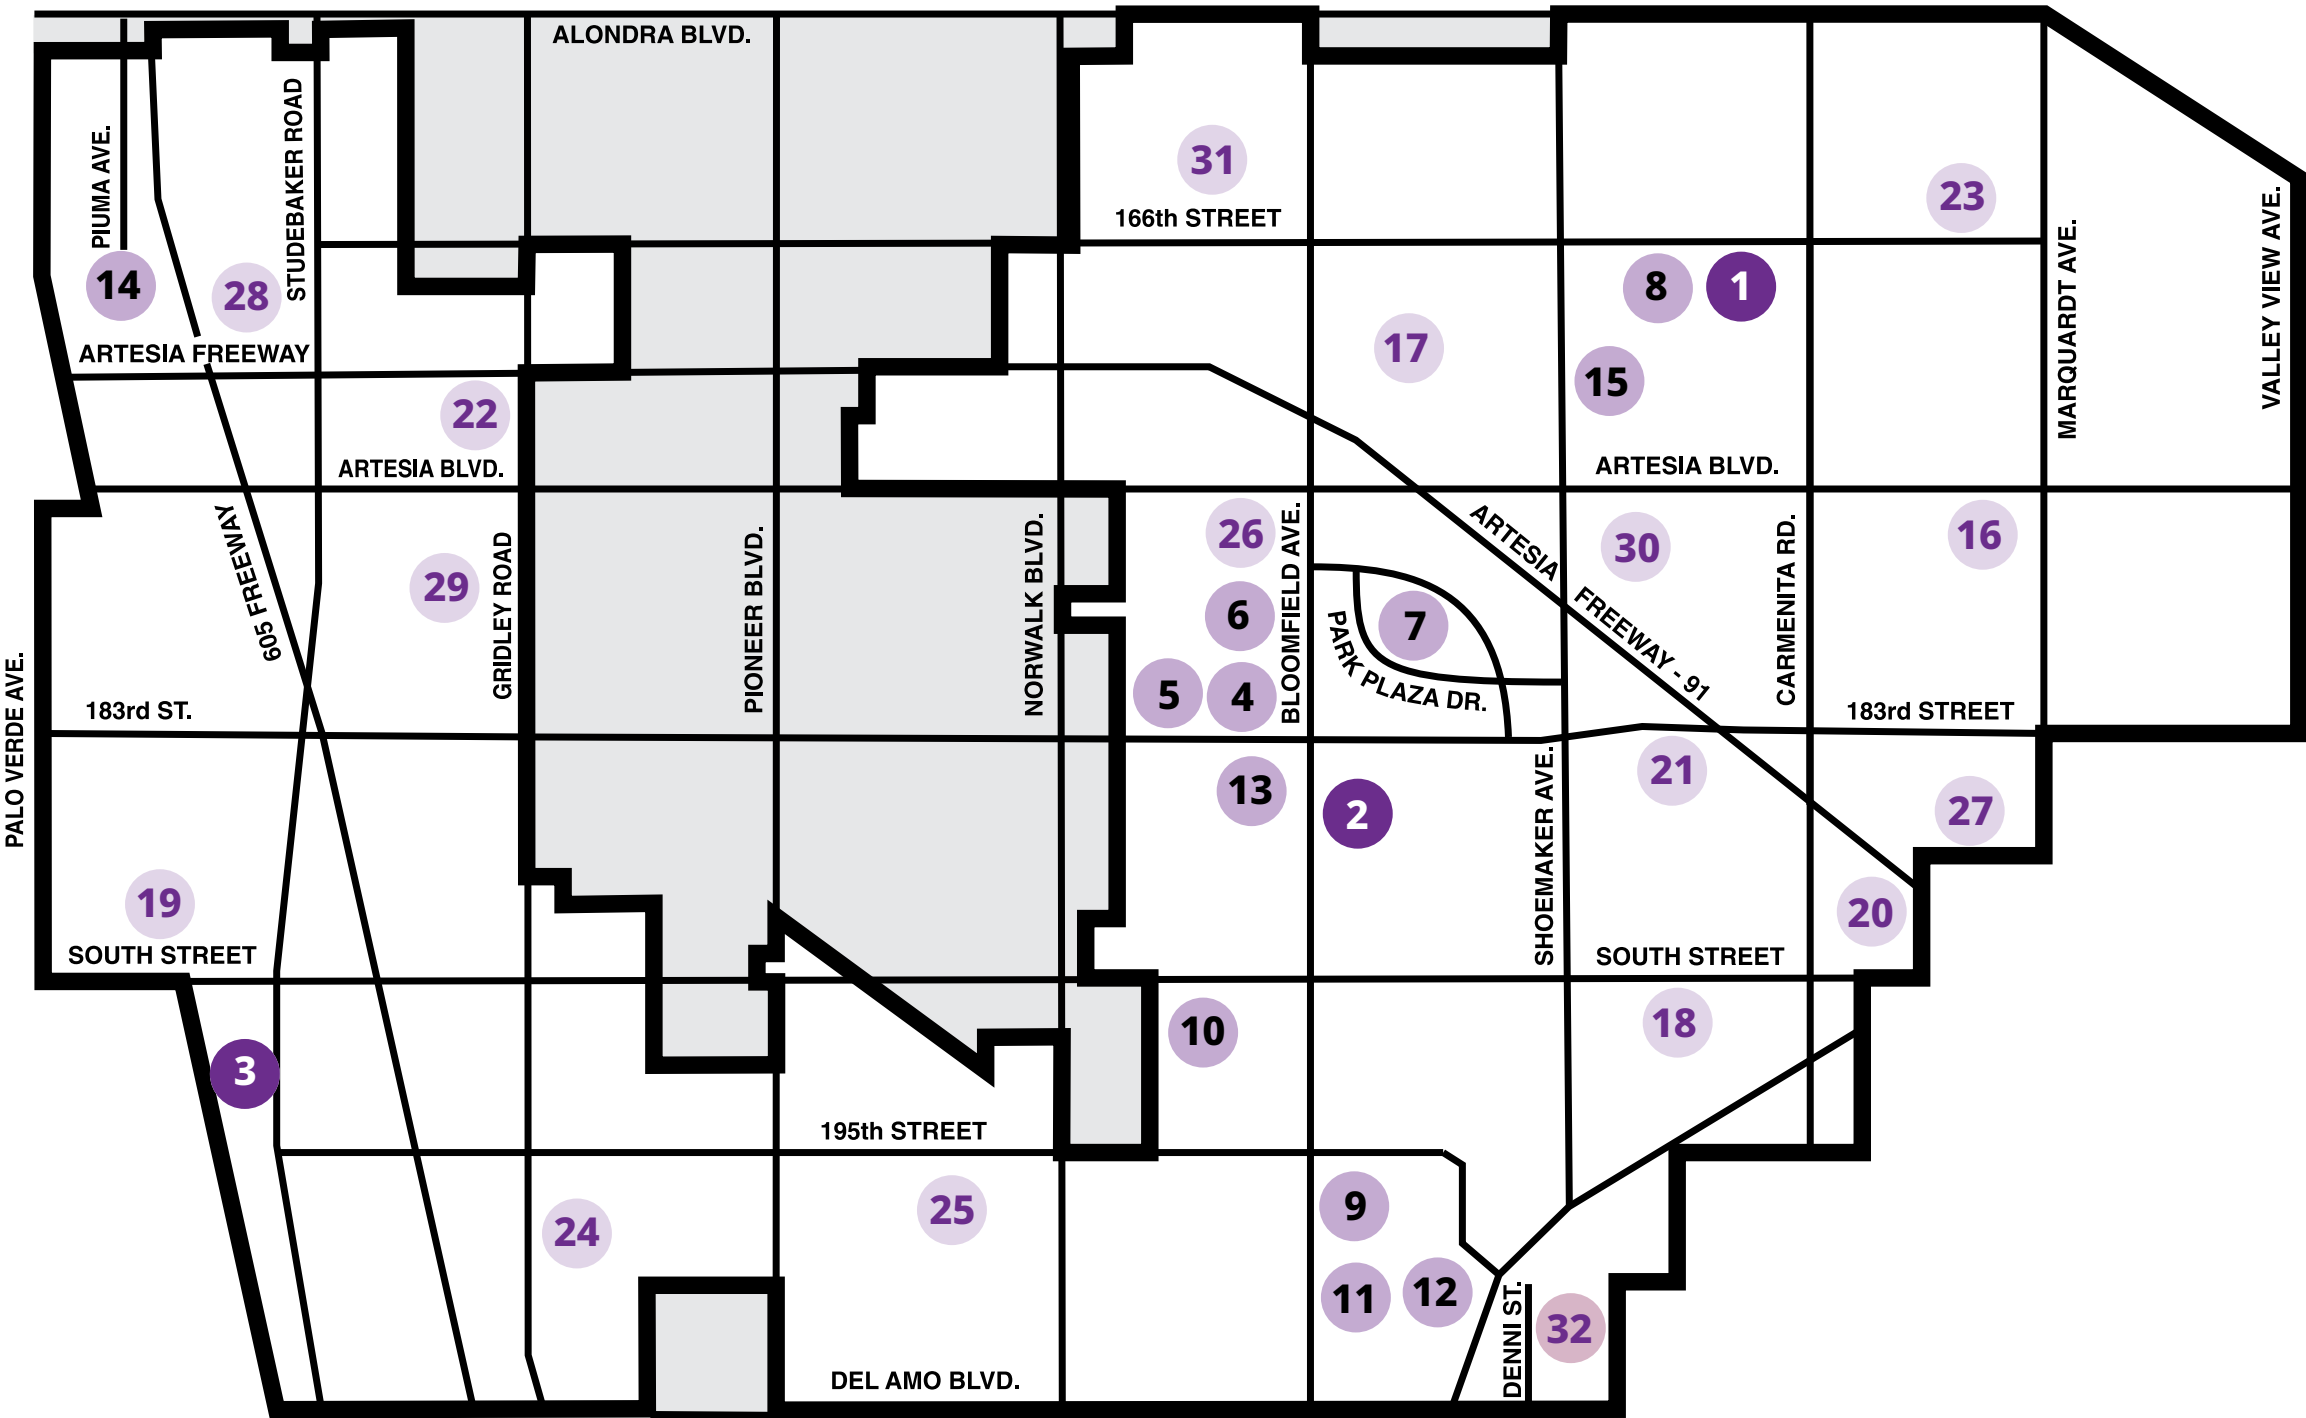 ALONDRA BLVD.
PIUMA AVE.
STUDEBAKER ROAD
31
166th STREET
23
MARQUARDT AVE.
VALLEY VIEW AVE.
14
28
8
1
17
15
ARTESIA FREEWAY
22
ARTESIA BLVD.
ARTESIA BLVD.
605 FREEWAY
29
GRIDLEY ROAD
PIONEER BLVD.
NORWALK BLVD.
26
BLOOMFIELD AVE.
ARTESIA FREEWAY - 91
30
CARMENITA RD.
16
6
7
PARK PLAZA DR.
5
4
PALO VERDE AVE.
183rd ST.
183rd STREET
13
2
SHOEMAKER AVE.
21
27
19
20
SOUTH STREET
SOUTH STREET
3
10
18
195th STREET
24
25
9
11
12
DENNI ST.
32
DEL AMO BLVD.